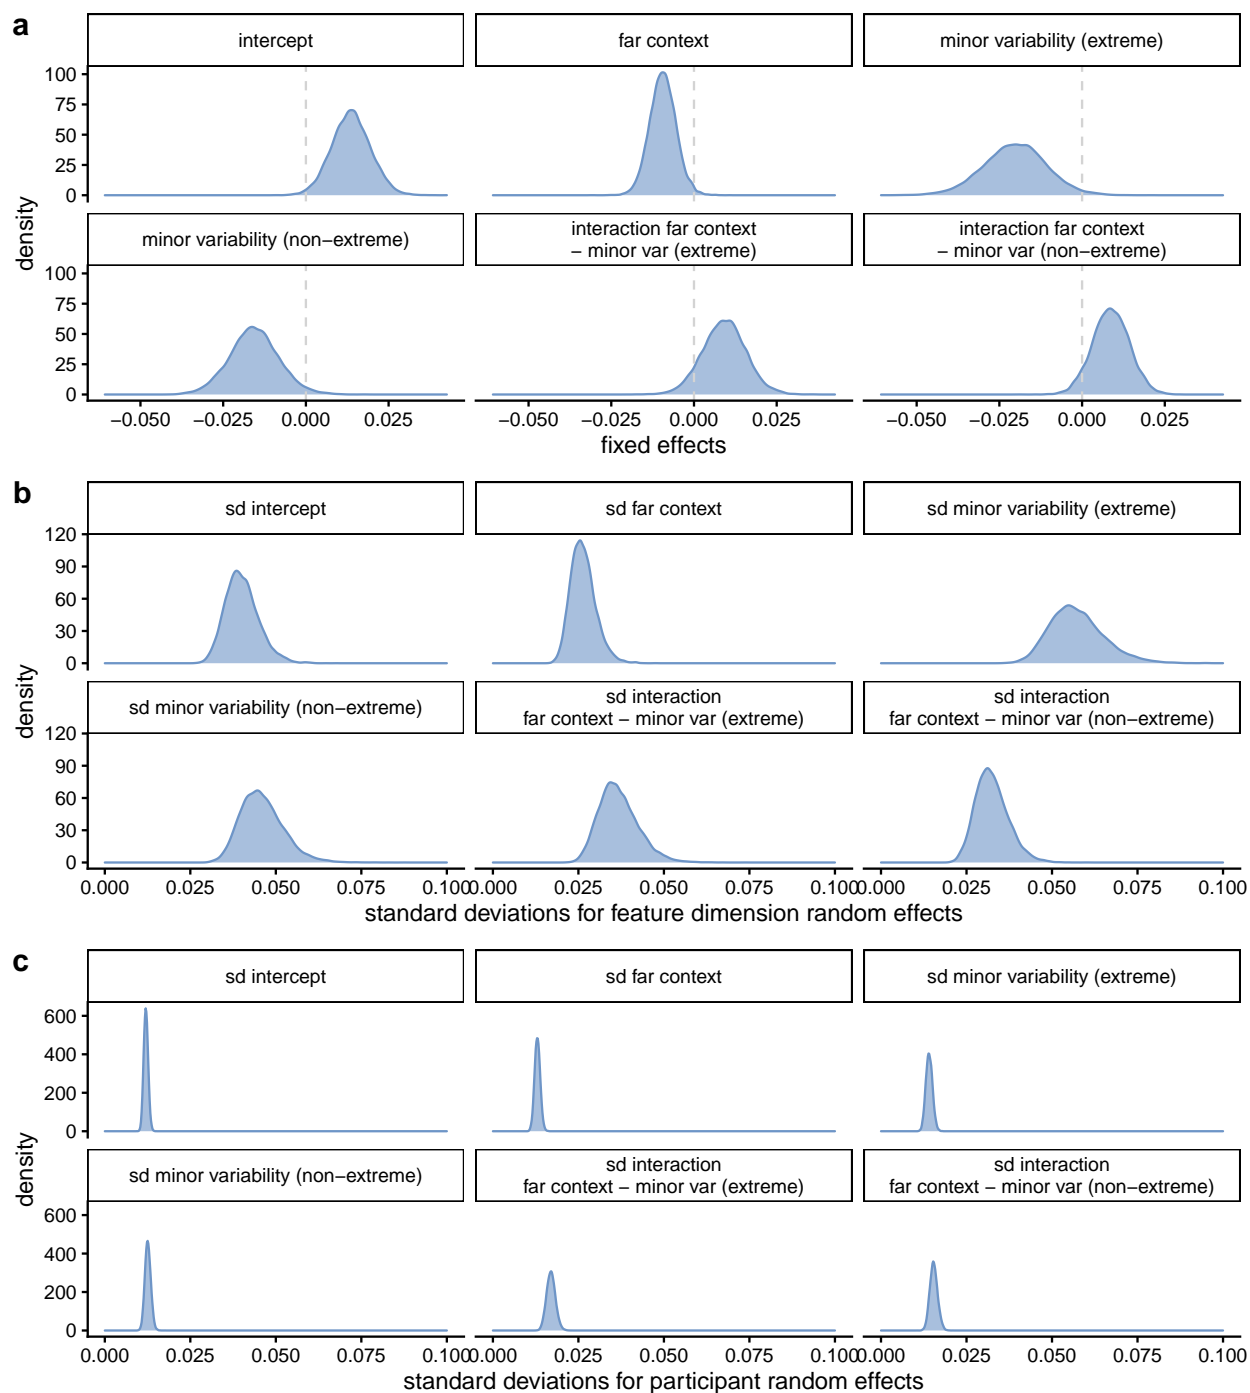 a
intercept
far context
minor variability (extreme)
100
75
50
25
0
density
minor variability (non−extreme)
interaction far context
− minor var (extreme)
interaction far context
− minor var (non−extreme)
100
75
50
25
0
−0.050 −0.025 0.000 0.025 −0.050 −0.025 0.000 0.025 −0.050 −0.025 0.000 0.025
fixed effects
b
sd intercept
sd far context
sd minor variability (extreme)
120
90
60
30
0
density
sd minor variability (non−extreme)
sd interaction
far context − minor var (extreme)
sd interaction
far context − minor var (non−extreme)
120
90
60
30
0
0.000 0.025 0.050 0.075 0.100 0.000 0.025 0.050 0.075 0.100 0.000 0.025 0.050 0.075 0.100
standard deviations for feature dimension random effects
c
sd intercept
sd far context
sd minor variability (extreme)
600
400
200
0
density
sd minor variability (non−extreme)
sd interaction
far context − minor var (extreme)
sd interaction
far context − minor var (non−extreme)
600
400
200
0
0.000 0.025 0.050 0.075 0.100 0.000 0.025 0.050 0.075 0.100 0.000 0.025 0.050 0.075 0.100
standard deviations for participant random effects